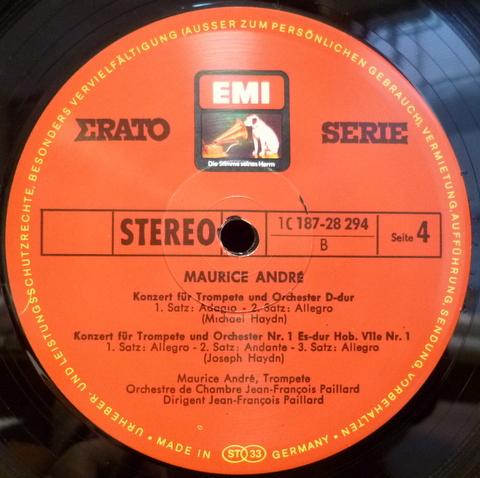 URHEBER- UND LEISTUNGSSCHUTZRECHTE, BESONDERS VERVIELFÄLTIGUNG (AUSSER ZUM PERSÖNLICHEN GEBRAUCH), VERMIETUNG, AUFFÜHRUNG, SENDUNG, VORBEHALTEN
EMI
ERATO SERIE
Die Stimme seines Herrn
STEREO 1C 187-28 294 Seite 4
B
MAURICE ANDRÉ
Konzert für Trompete und Orchester D-dur
1. Satz: Adagio - 2. Satz: Allegro
(Michael Haydn)
Konzert für Trompete und Orchester Nr. 1 Es-dur Hob. VIIe Nr. 1
1. Satz: Allegro - 2. Satz: Andante - 3. Satz: Allegro
(Joseph Haydn)
Maurice André, Trompete
Orchestre de Chambre Jean-François Paillard
Dirigent Jean-François Paillard
• MADE IN ST 33 GERMANY •